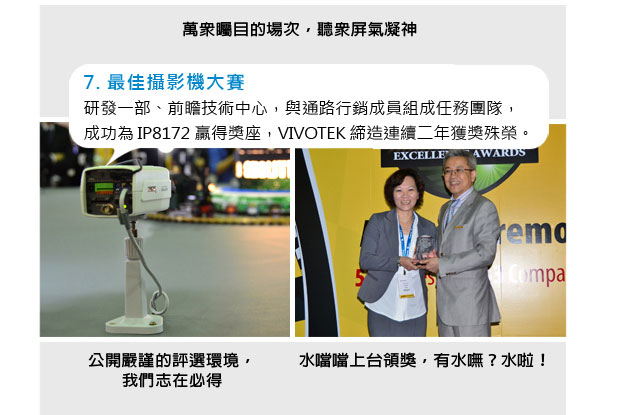 萬眾矚目的場次，聽眾屏氣凝神
7. 最佳攝影機大賽
研發一部、前瞻技術中心，與通路行銷成員組成任務團隊，
成功為 IP8172 贏得獎座，VIVOTEK 締造連續二年獲獎殊榮。
EXCELLENCE AWARDS
公開嚴謹的評選環境，
我們志在必得
水噹噹上台領獎，有水嘸？水啦！